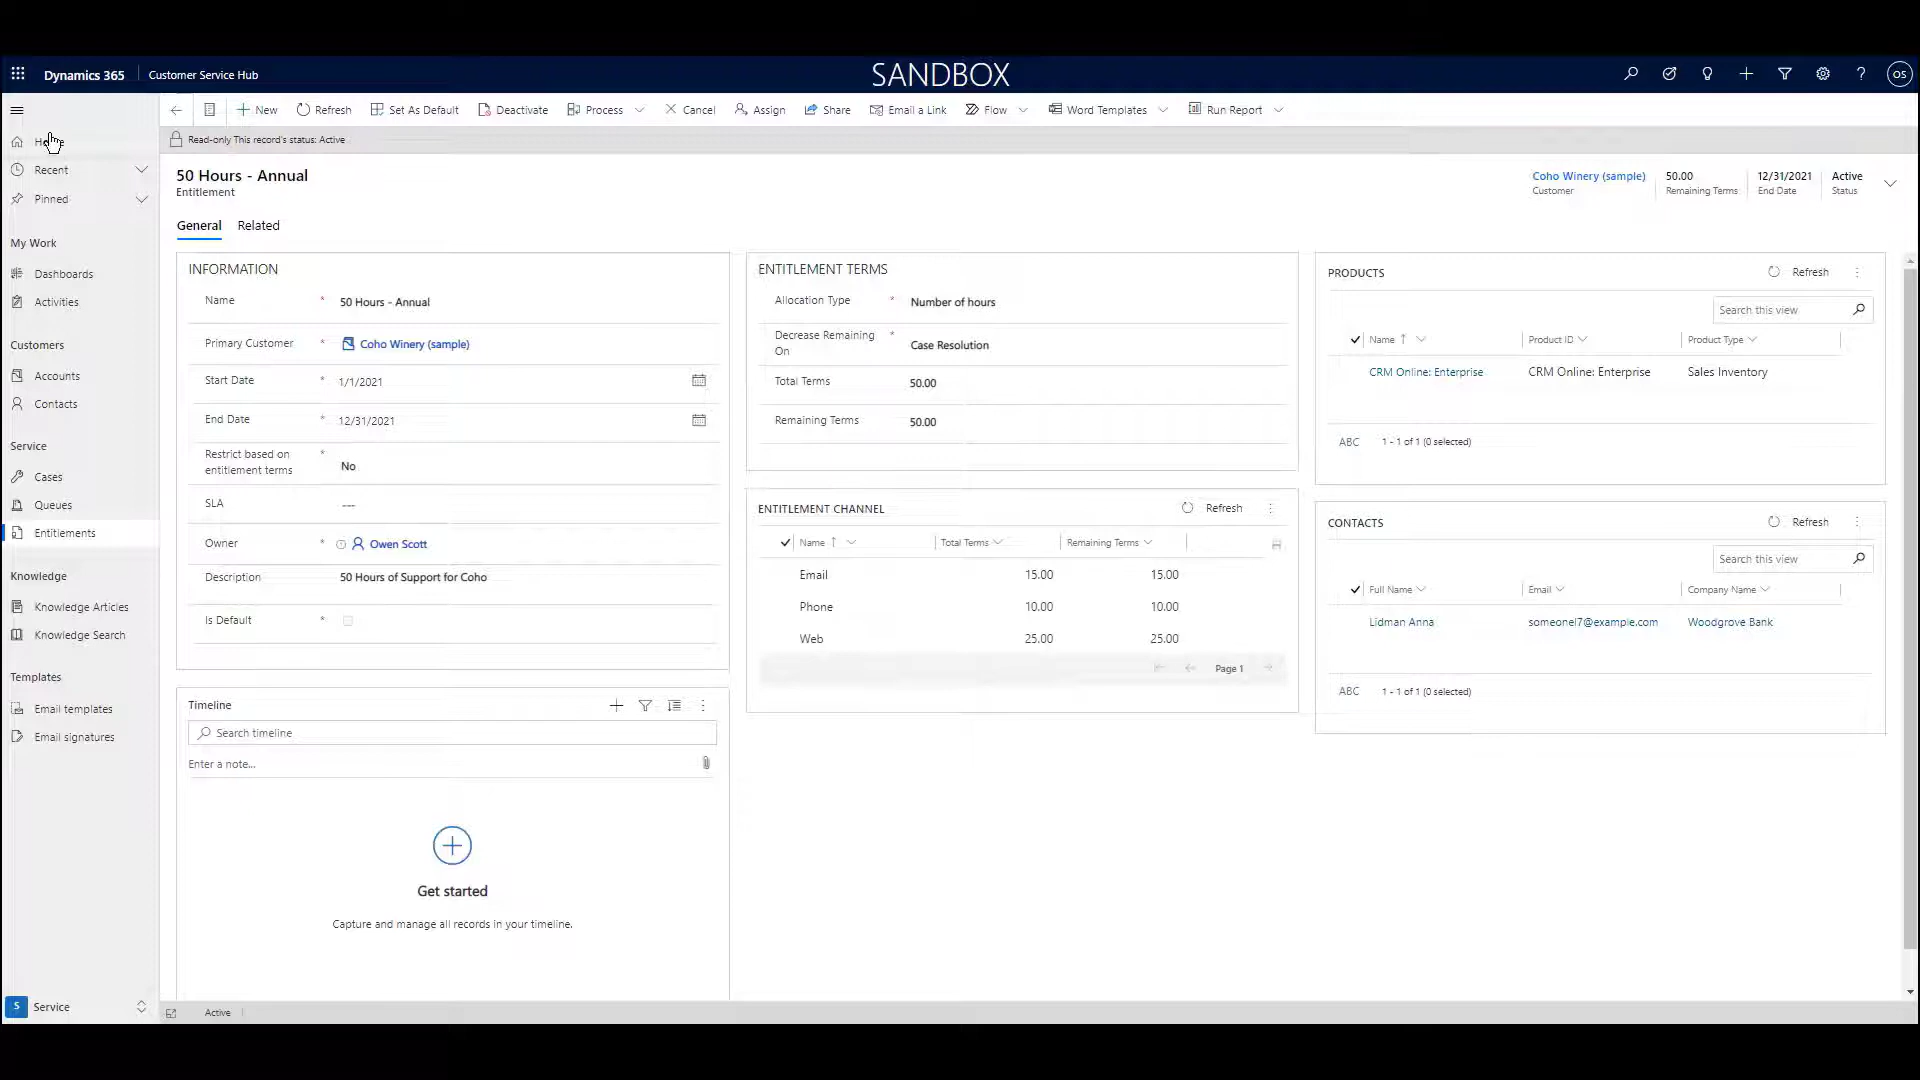 Dynamics 365
Customer Service Hub
SANDBOX
?
OS
New
Refresh
Set As Default
Deactivate
Process
Cancel
Assign
Share
Email a Link
Flow
Word Templates
Run Report
Read-only This record's status: Active
Recent
Pinned
My Work
Dashboards
Activities
Customers
Accounts
Contacts
Service
Cases
Queues
Entitlements
Knowledge
Knowledge Articles
Knowledge Search
Templates
Email templates
Email signatures
S Service
50 Hours - Annual
Entitlement
Coho Winery (sample)
Customer
50.00
Remaining Terms
12/31/2021
End Date
Active
Status
General Related
INFORMATION
Name * 50 Hours - Annual
Primary Customer * Coho Winery (sample)
Start Date * 1/1/2021
End Date * 12/31/2021
Restrict based on
entitlement terms * No
SLA ---
Owner * Owen Scott
Description 50 Hours of Support for Coho
Is Default *
Timeline
Search timeline
Enter a note...
Get started
Capture and manage all records in your timeline.
ENTITLEMENT TERMS
Allocation Type * Number of hours
Decrease Remaining
On * Case Resolution
Total Terms 50.00
Remaining Terms 50.00
ENTITLEMENT CHANNEL Refresh
Name Total Terms Remaining Terms
Email 15.00 15.00
Phone 10.00 10.00
Web 25.00 25.00
Page 1
PRODUCTS Refresh
Search this view
Name Product ID Product Type
CRM Online: Enterprise CRM Online: Enterprise Sales Inventory
ABC 1 - 1 of 1 (0 selected)
CONTACTS Refresh
Search this view
Full Name Email Company Name
Lidman Anna someonel7@example.com Woodgrove Bank
ABC 1 - 1 of 1 (0 selected)
Active